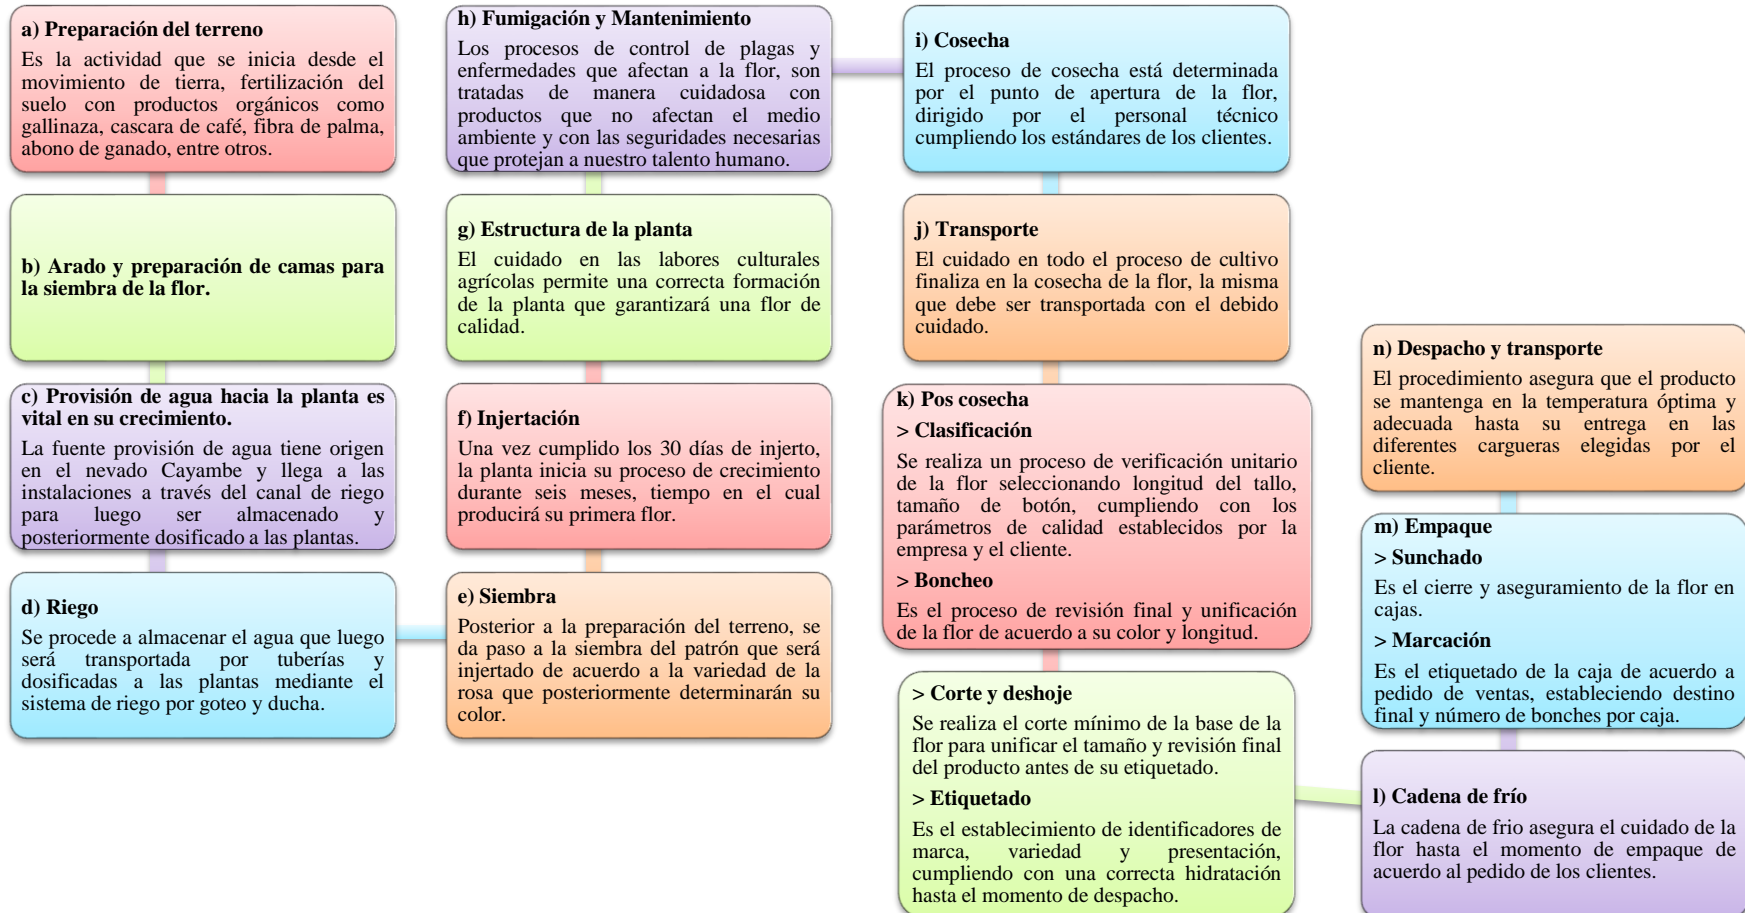 a) Preparación del terreno
Es la actividad que se inicia desde el
movimiento de tierra, fertilización del
suelo con productos orgánicos como
gallinaza, cascara de café, fibra de palma,
abono de ganado, entre otros.
b) Arado y preparación de camas para
la siembra de la flor.
c) Provisión de agua hacia la planta es
vital en su crecimiento.
La fuente provisión de agua tiene origen
en el nevado Cayambe y llega a las
instalaciones a través del canal de riego
para luego ser almacenado y
posteriormente dosificado a las plantas.
d) Riego
Se procede a almacenar el agua que luego
será transportada por tuberías y
dosificadas a las plantas mediante el
sistema de riego por goteo y ducha.
e) Siembra
Posterior a la preparación del terreno, se
da paso a la siembra del patrón que será
injertado de acuerdo a la variedad de la
rosa que posteriormente determinarán su
color.
f) Injertación
Una vez cumplido los 30 días de injerto,
la planta inicia su proceso de crecimiento
durante seis meses, tiempo en el cual
producirá su primera flor.
g) Estructura de la planta
El cuidado en las labores culturales
agrícolas permite una correcta formación
de la planta que garantizará una flor de
calidad.
h) Fumigación y Mantenimiento
Los procesos de control de plagas y
enfermedades que afectan a la flor, son
tratadas de manera cuidadosa con
productos que no afectan el medio
ambiente y con las seguridades necesarias
que protejan a nuestro talento humano.
i) Cosecha
El proceso de cosecha está determinada
por el punto de apertura de la flor,
dirigido por el personal técnico
cumpliendo los estándares de los clientes.
j) Transporte
El cuidado en todo el proceso de cultivo
finaliza en la cosecha de la flor, la misma
que debe ser transportada con el debido
cuidado.
k) Pos cosecha
> Clasificación
Se realiza un proceso de verificación unitario
de la flor seleccionando longitud del tallo,
tamaño de botón, cumpliendo con los
parámetros de calidad establecidos por la
empresa y el cliente.
> Boncheo
Es el proceso de revisión final y unificación
de la flor de acuerdo a su color y longitud.
> Corte y deshoje
Se realiza el corte mínimo de la base de la
flor para unificar el tamaño y revisión final
del producto antes de su etiquetado.
> Etiquetado
Es el establecimiento de identificadores de
marca, variedad y presentación,
cumpliendo con una correcta hidratación
hasta el momento de despacho.
l) Cadena de frío
La cadena de frio asegura el cuidado de la
flor hasta el momento de empaque de
acuerdo al pedido de los clientes.
m) Empaque
> Sunchado
Es el cierre y aseguramiento de la flor en
cajas.
> Marcación
Es el etiquetado de la caja de acuerdo a
pedido de ventas, estableciendo destino
final y número de bonches por caja.
n) Despacho y transporte
El procedimiento asegura que el producto
se mantenga en la temperatura óptima y
adecuada hasta su entrega en las
diferentes cargueras elegidas por el
cliente.